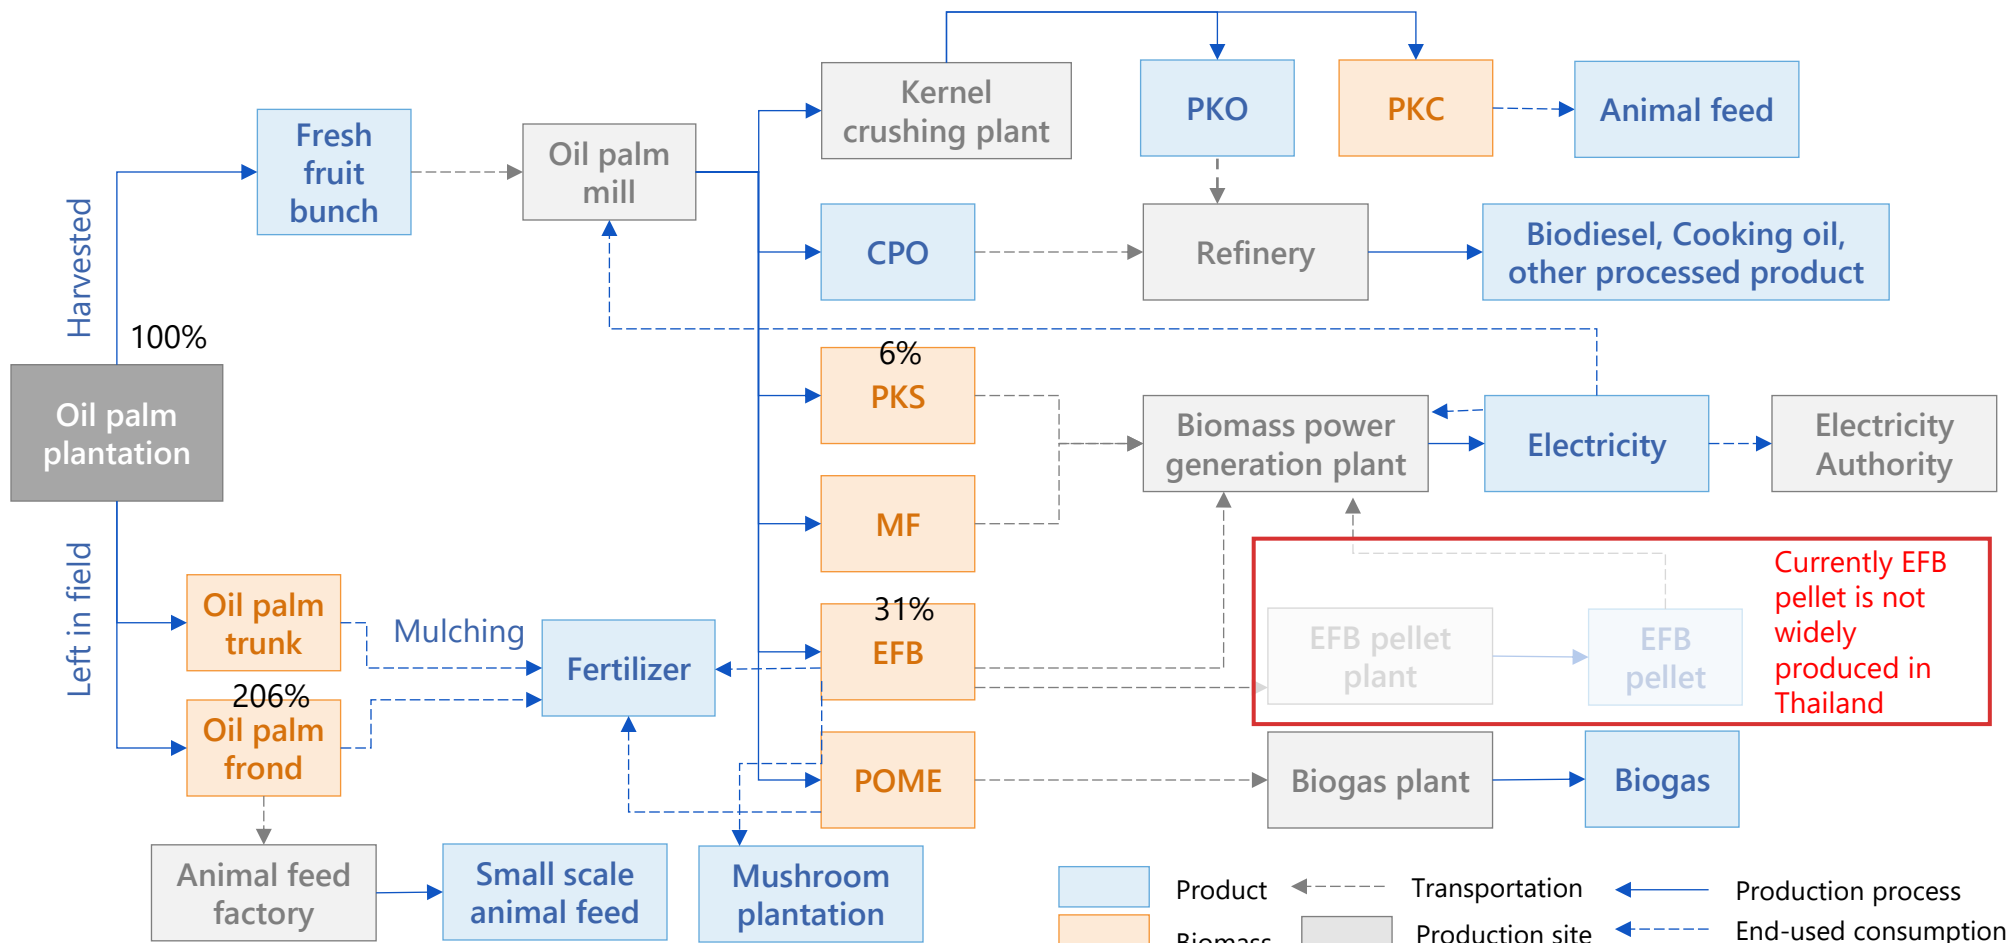 Harvested
100%
Oil palm
plantation
Left in field
Fresh
fruit
bunch
Oil palm
mill
Kernel
crushing plant
PKO
PKC
Animal feed
CPO
Refinery
Biodiesel, Cooking oil,
other processed product
6%
PKS
MF
Biomass power
generation plant
Electricity
Electricity
Authority
31%
EFB
EFB pellet
plant
EFB
pellet
Currently EFB
pellet is not
widely
produced in
Thailand
Oil palm
trunk
Mulching
Fertilizer
206%
Oil palm
frond
POME
Biogas plant
Biogas
Animal feed
factory
Small scale
animal feed
Mushroom
plantation
Product
Transportation
Production process
Biomass
Production site
End-used consumption